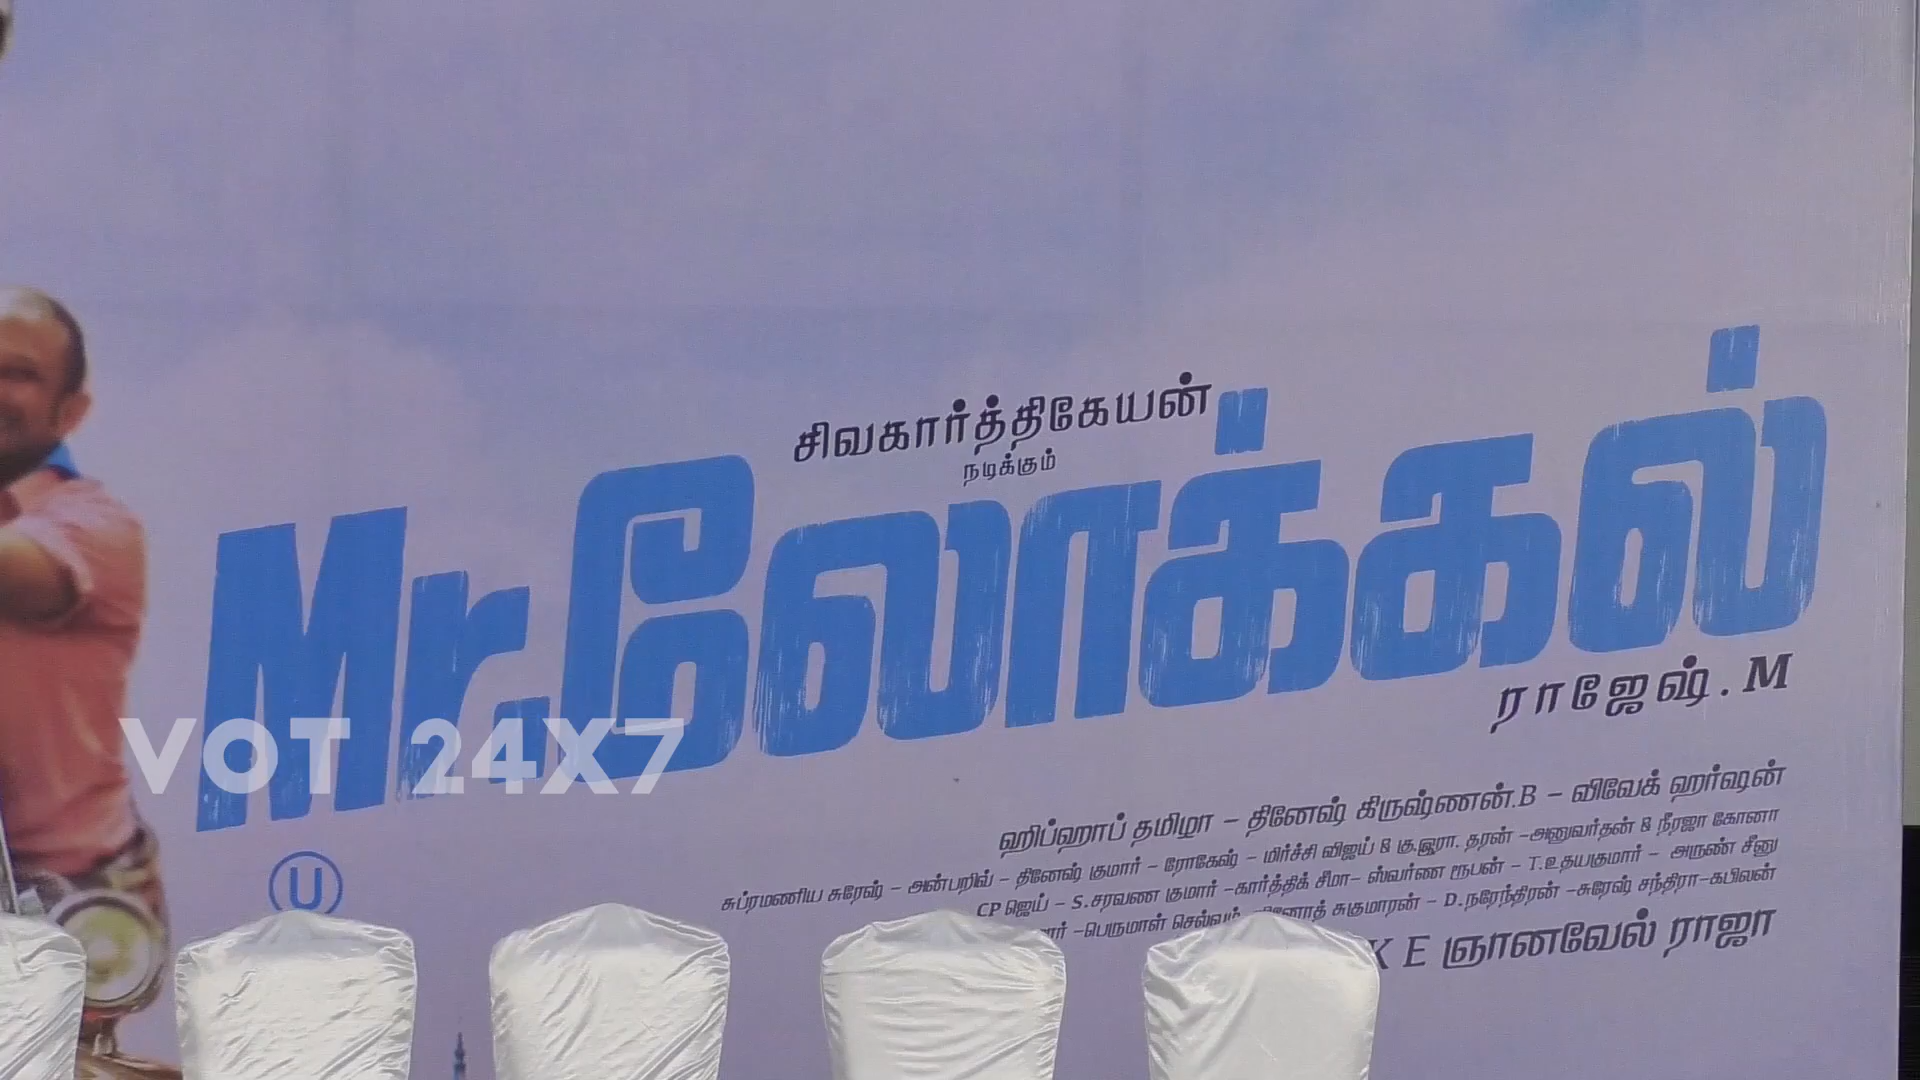 சிவகார்த்திகேயன்
நடிக்கும்
Mr.லோக்கல்
ராஜேஷ்.M
VOT 24X7
ஹிப்ஹாப் தமிழா – தினேஷ் கிருஷ்ணன்.B – விவேக் ஹர்ஷன்
சுப்ரமணிய சுரேஷ் – அன்பறிவ் – தினேஷ் குமார் – ரோகேஷ் – மிர்ச்சி விஜய் & கு.ஞா. தரன் –அனுவர்தன் & நீரஜா கோனா
CP ஜெய் – S.சரவண குமார் –கார்த்திக் சீமா– ஸ்வர்ண ரூபன் – T.உதயகுமார் – அருண் சீனு
–பெருமாள் செல்வம் சுகுமாரன் – D.நரேந்திரன் –சுரேஷ் சந்திரா–கபிலன்
U
K E ஞானவேல் ராஜா